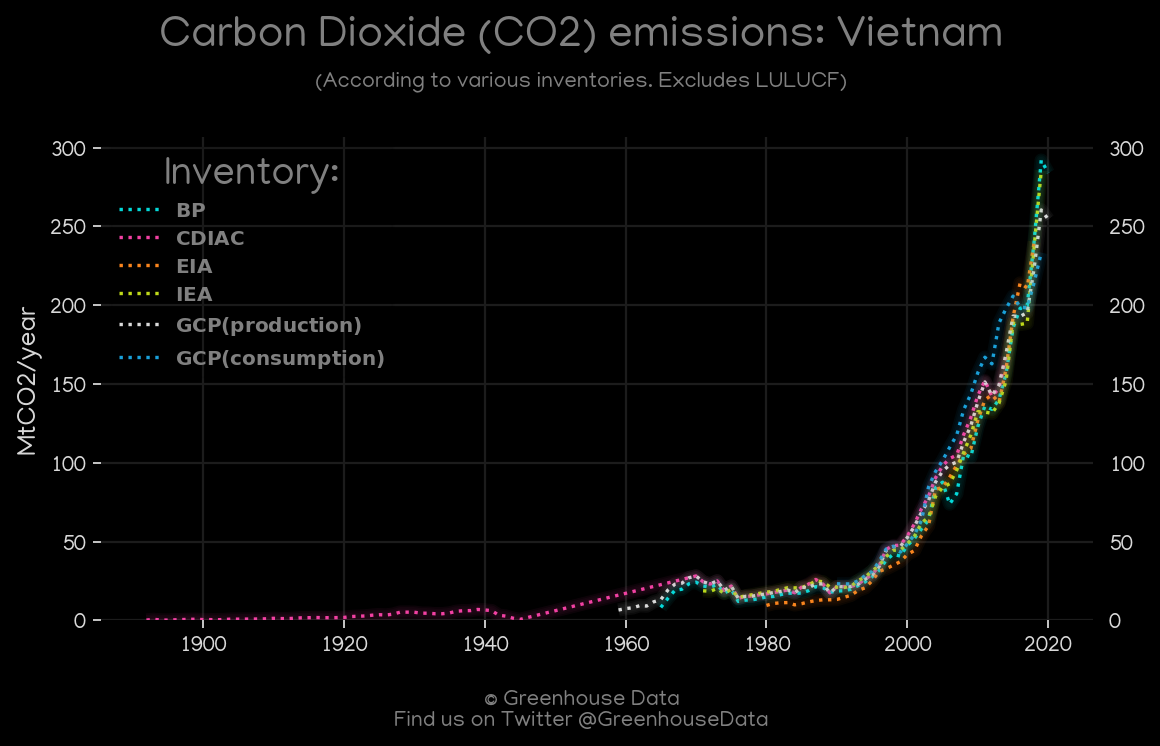 Carbon Dioxide (CO2) emissions: Vietnam
(According to various inventories. Excludes LULUCF)
Inventory:
BP
CDIAC
EIA
IEA
GCP(production)
GCP(consumption)
MtCO2/year
300
250
200
150
100
50
0
300
250
200
150
100
50
0
1900 1920 1940 1960 1980 2000 2020
© Greenhouse Data
Find us on Twitter @GreenhouseData